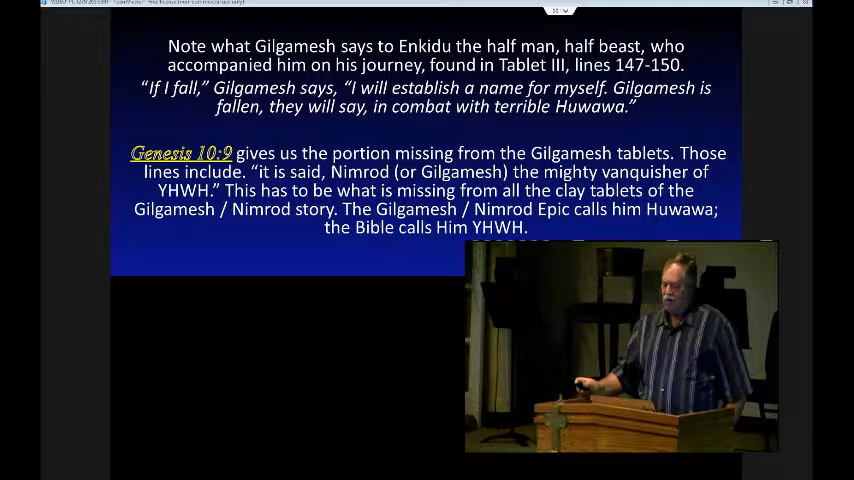 Note what Gilgamesh says to Enkidu the half man, half beast, who
accompanied him on his journey, found in Tablet III, lines 147-150.
“If I fall,” Gilgamesh says, “I will establish a name for myself. Gilgamesh is
fallen, they will say, in combat with terrible Huwawa.”
Genesis 10:9 gives us the portion missing from the Gilgamesh tablets. Those
lines include. “it is said, Nimrod (or Gilgamesh) the mighty vanquisher of
YHWH.” This has to be what is missing from all the clay tablets of the
Gilgamesh / Nimrod story. The Gilgamesh / Nimrod Epic calls him Huwawa;
the Bible calls Him YHWH.